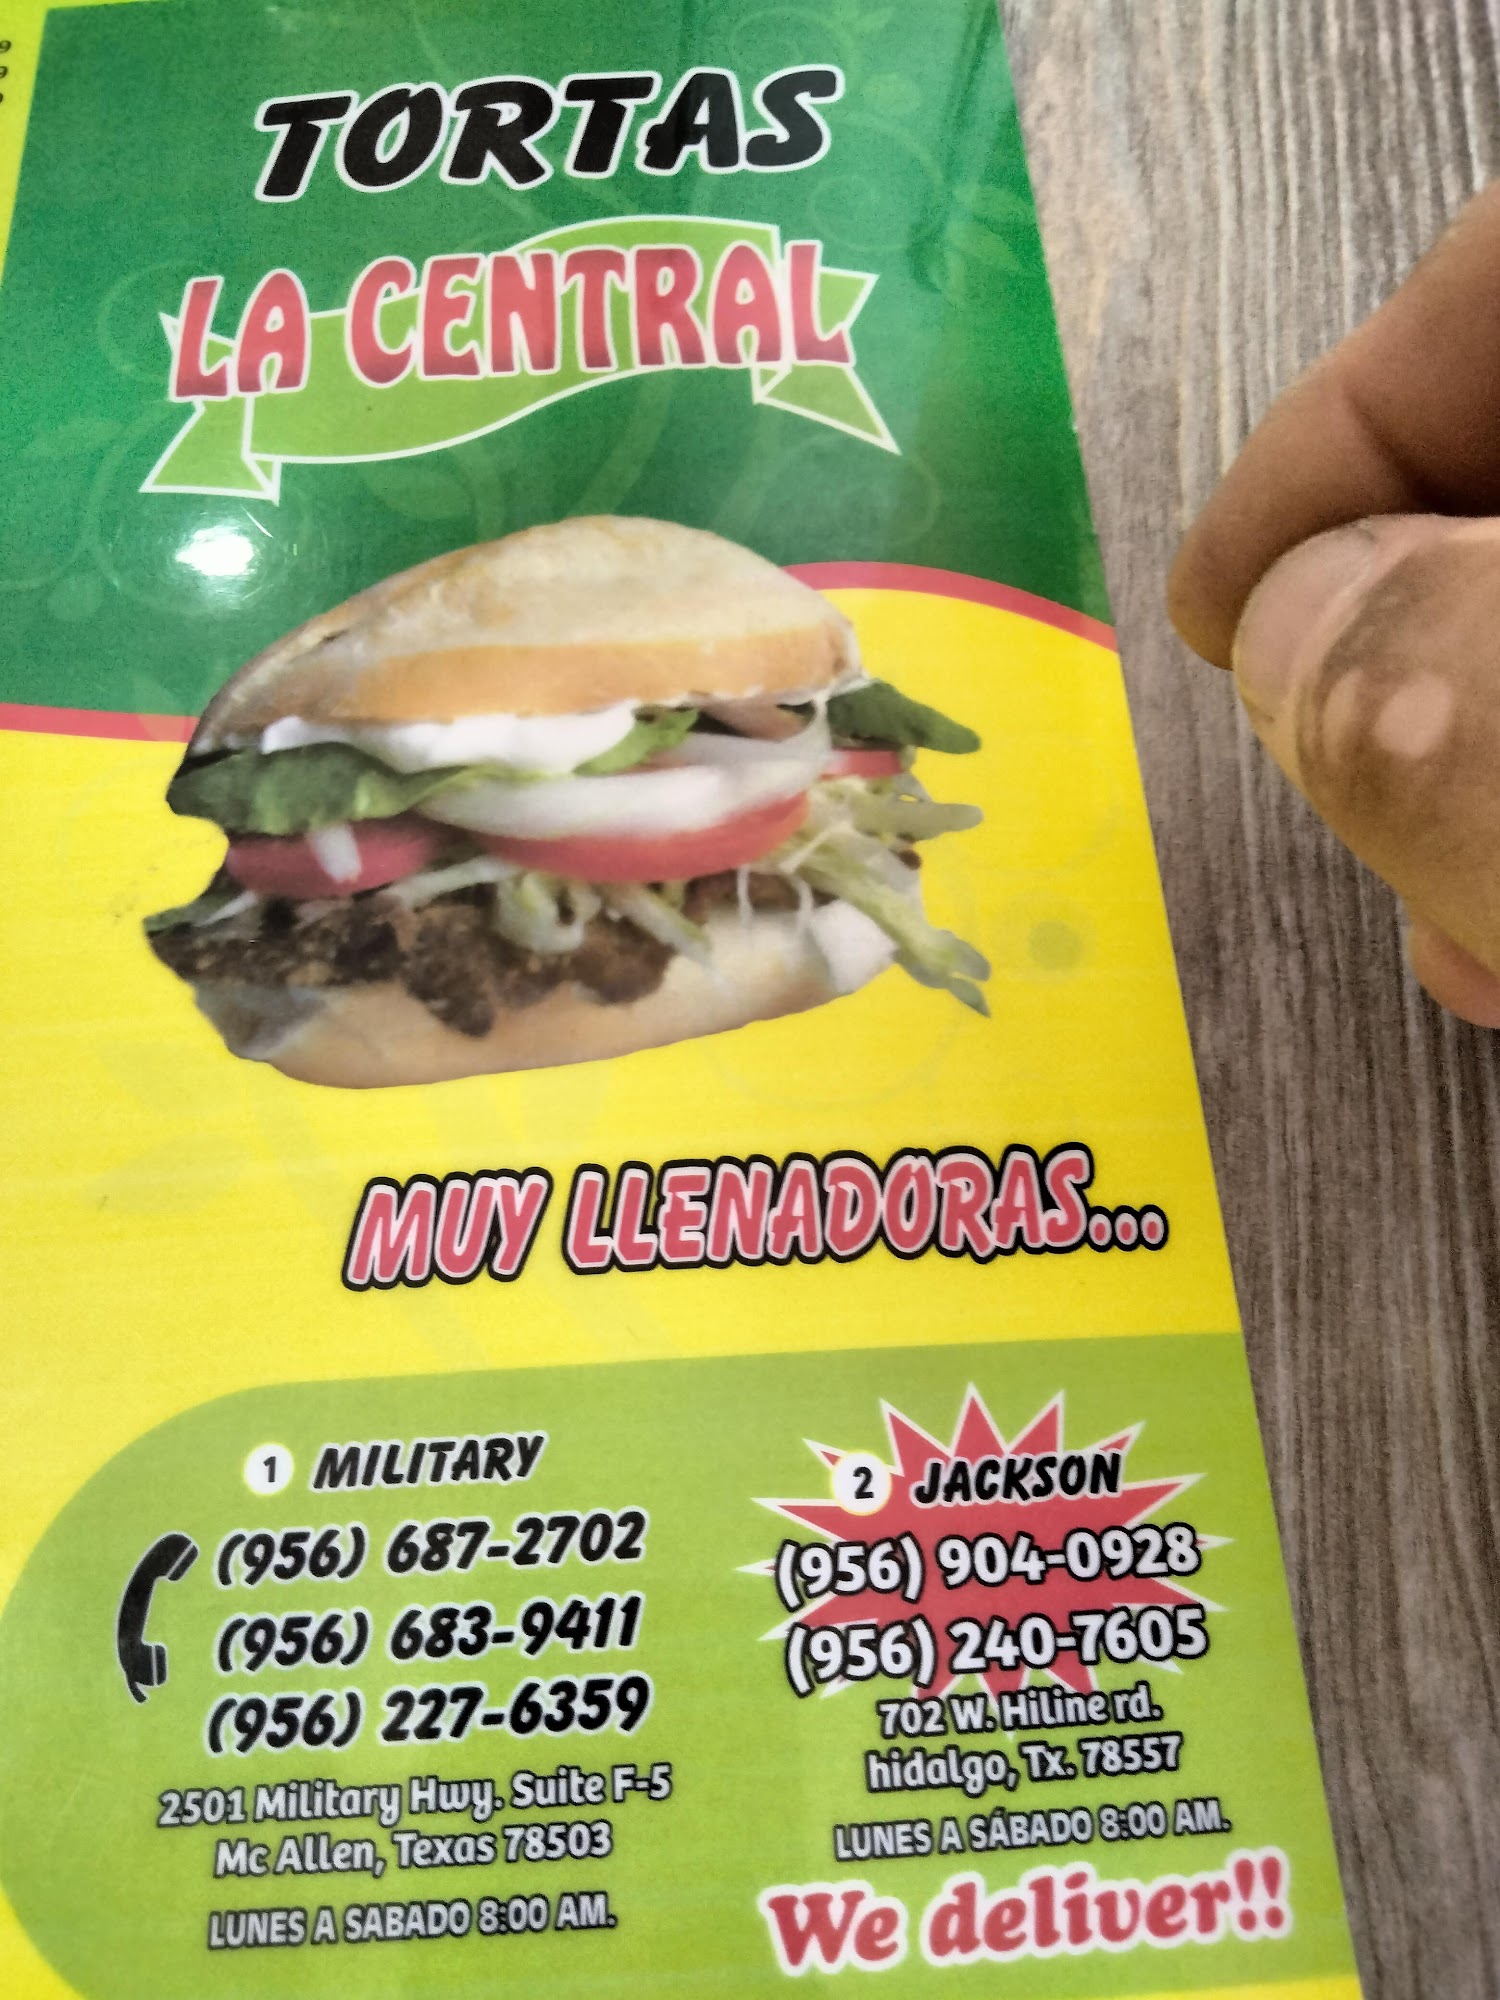 TORTAS
LA CENTRAL
MUY LLENADORAS...
1 MILITARY
(956) 687-2702
(956) 683-9411
(956) 227-6359
2501 Military Hwy. Suite F-5
Mc Allen, Texas 78503
LUNES A SABADO 8:00 AM.
2 JACKSON
(956) 904-0928
(956) 240-7605
702 W. Hiline rd.
hidalgo, Tx. 78557
LUNES A SÁBADO 8:00 AM.
We deliver!!